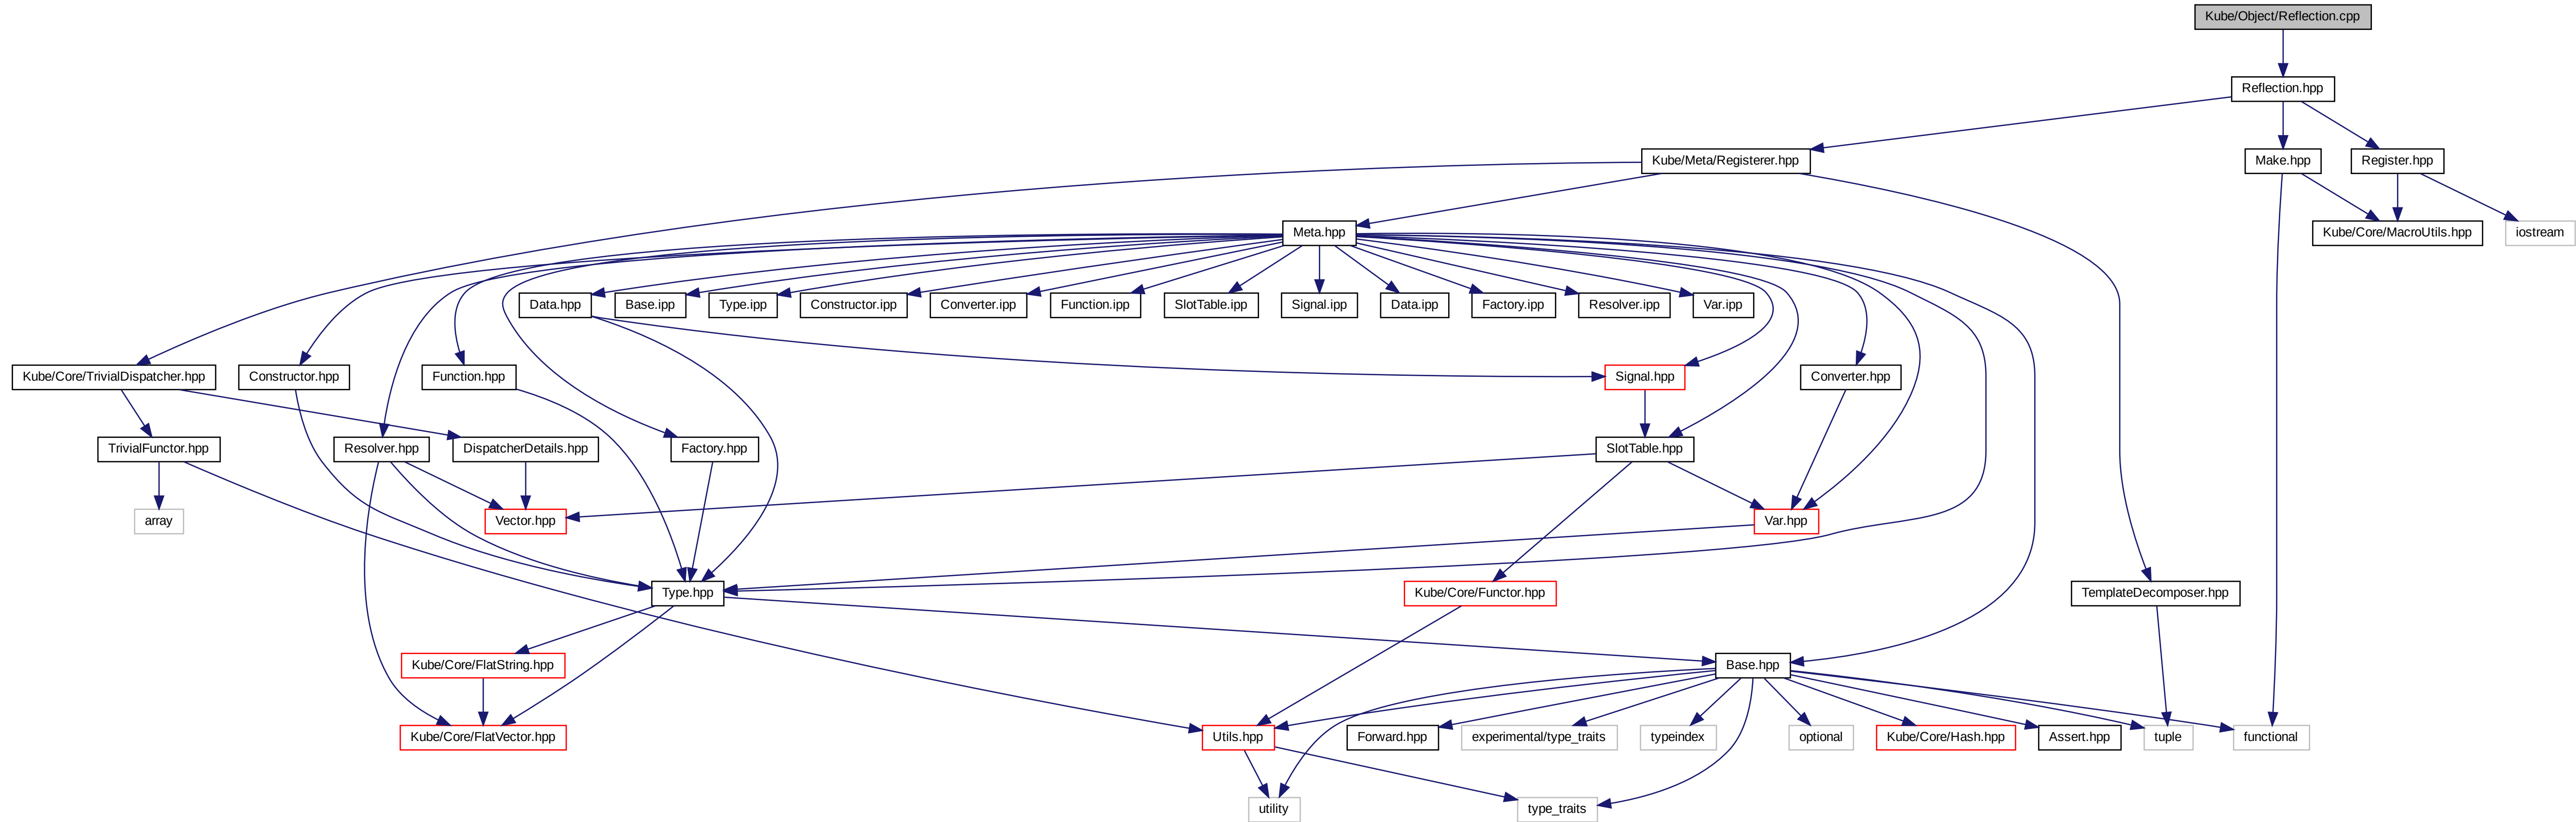 Kube/Object/Reflection.cpp
Reflection.hpp
Kube/Meta/Registerer.hpp
Make.hpp
Register.hpp
Meta.hpp
Kube/Core/MacroUtils.hpp
iostream
Data.hpp
Base.ipp
Type.ipp
Constructor.ipp
Converter.ipp
Function.ipp
SlotTable.ipp
Signal.ipp
Data.ipp
Factory.ipp
Resolver.ipp
Var.ipp
Kube/Core/TrivialDispatcher.hpp
Constructor.hpp
Function.hpp
Signal.hpp
Converter.hpp
TrivialFunctor.hpp
Resolver.hpp
DispatcherDetails.hpp
Factory.hpp
SlotTable.hpp
array
Vector.hpp
Var.hpp
Type.hpp
Kube/Core/Functor.hpp
TemplateDecomposer.hpp
Kube/Core/FlatString.hpp
Base.hpp
Kube/Core/FlatVector.hpp
Utils.hpp
Forward.hpp
experimental/type_traits
typeindex
optional
Kube/Core/Hash.hpp
Assert.hpp
tuple
functional
utility
type_traits